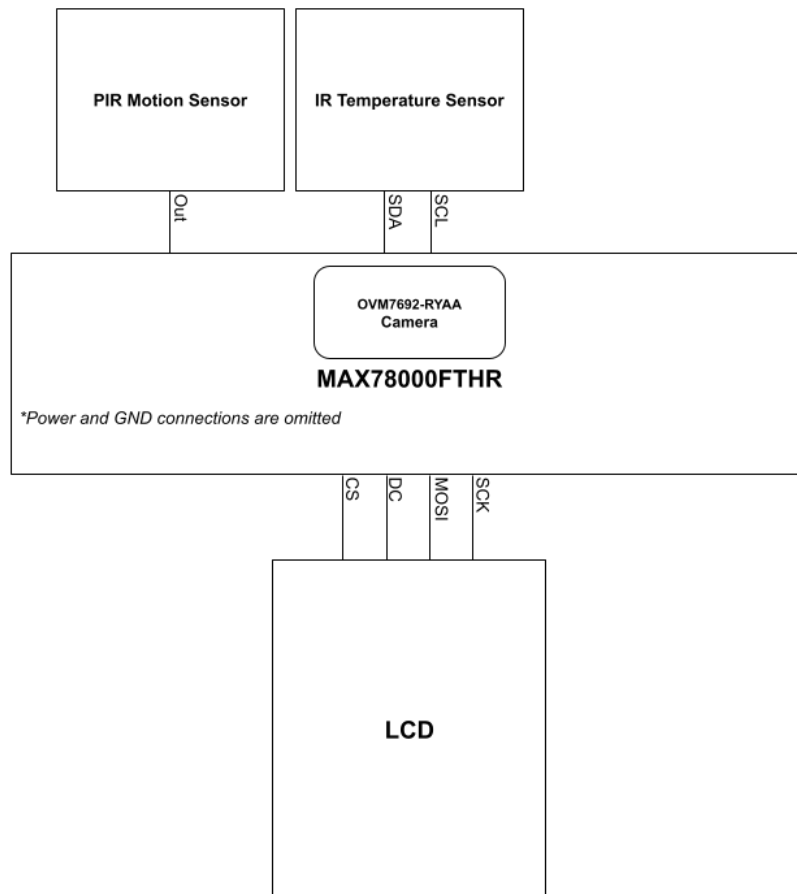 PIR Motion Sensor
IR Temperature Sensor
Out
SDA
SCL
OVM7692-RYAA
Camera
MAX78000FTHR
*Power and GND connections are omitted
CS
DC
MOSI
SCK
LCD